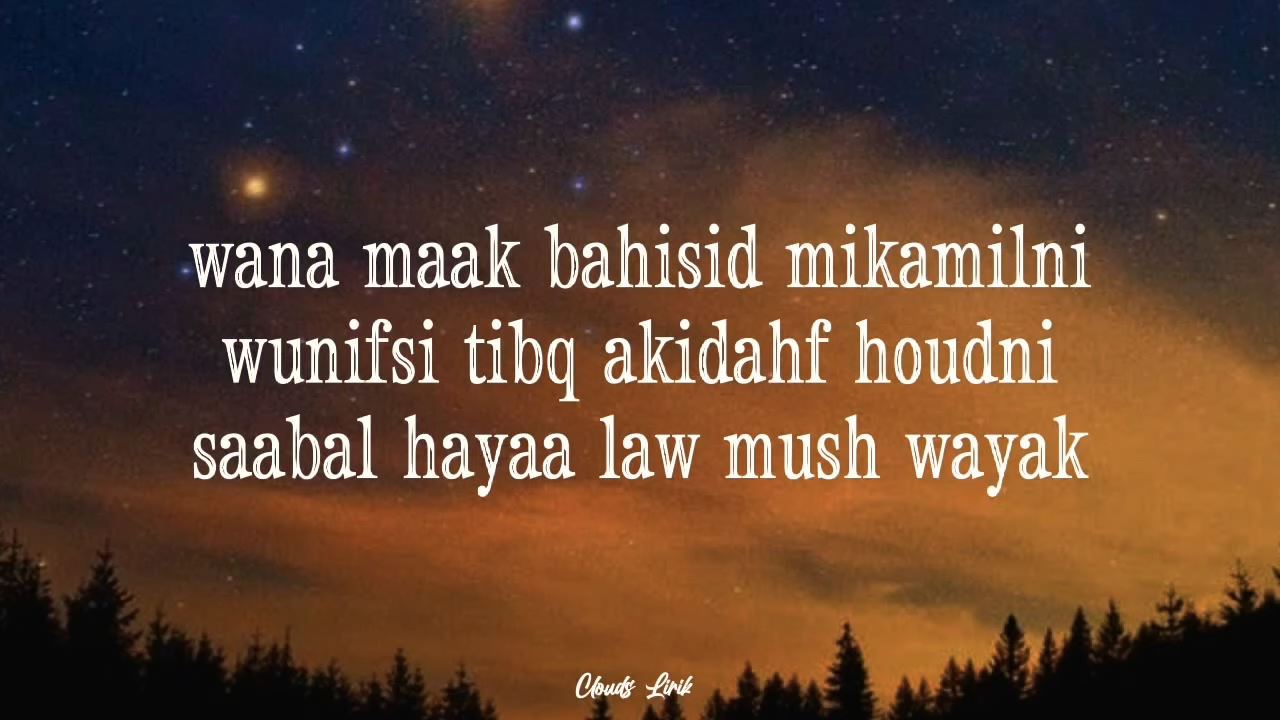 wana maak bahisid mikamilni
wunifsi tibq akidahf houdni
saabal hayaa law mush wayak
Clouds Lirik